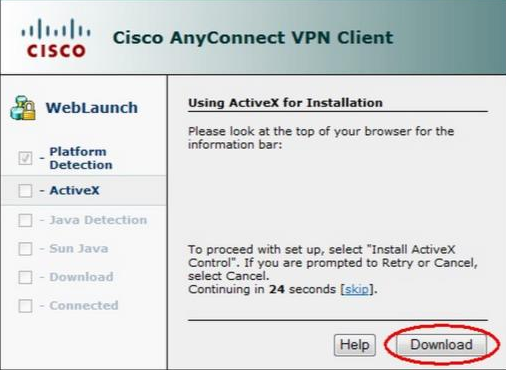 CISCO
Cisco AnyConnect VPN Client
WebLaunch
- Platform
Detection
- ActiveX
- Java Detection
- Sun Java
- Download
- Connected
Using ActiveX for Installation
Please look at the top of your browser for the
information bar:
To proceed with set up, select "Install ActiveX
Control". If you are prompted to Retry or Cancel,
select Cancel.
Continuing in 24 seconds [skip].
Help
Download